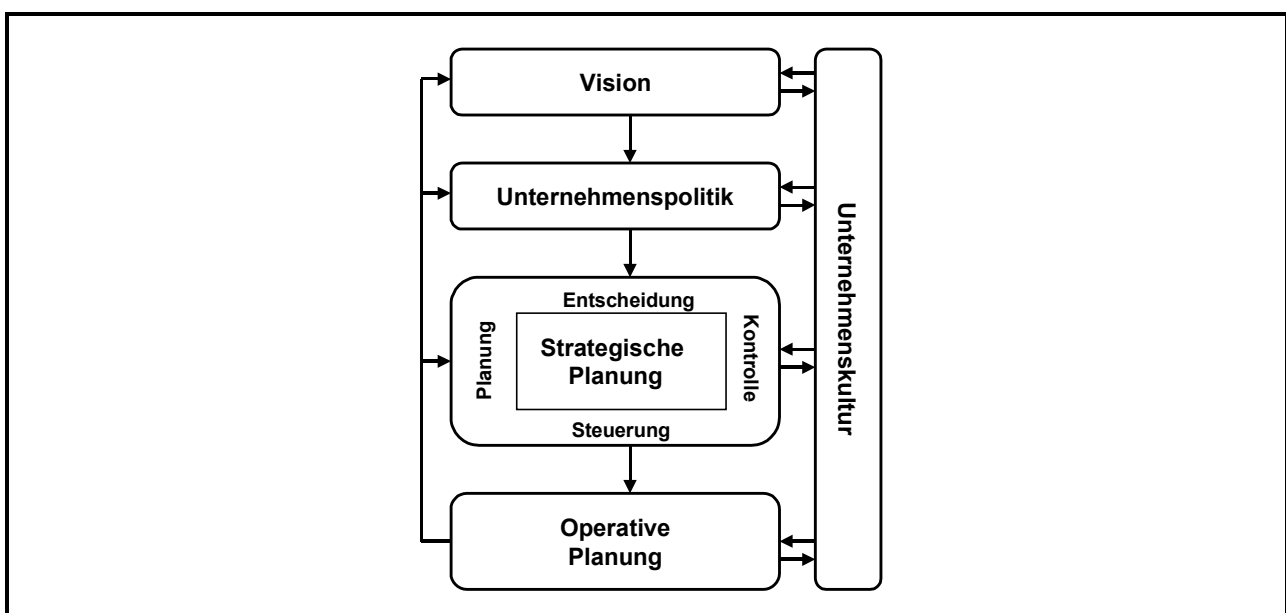 Vision
Unternehmenspolitik
Entscheidung
Planung
Strategische
Planung
Kontrolle
Steuerung
Operative
Planung
Unternehmenskultur